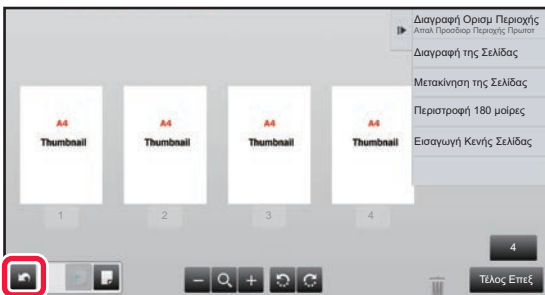 Διαγραφή Ορισμ Περιοχής
Απαλ Προσδιορ Περιοχής Πρωτοτ
Διαγραφή της Σελίδας
Μετακίνηση της Σελίδας
Περιστροφή 180 μοίρες
Εισαγωγή Κενής Σελίδας
A4 A4 A4 A4
Thumbnail Thumbnail Thumbnail Thumbnail
1 2 3 4
4
Τέλος Επεξ